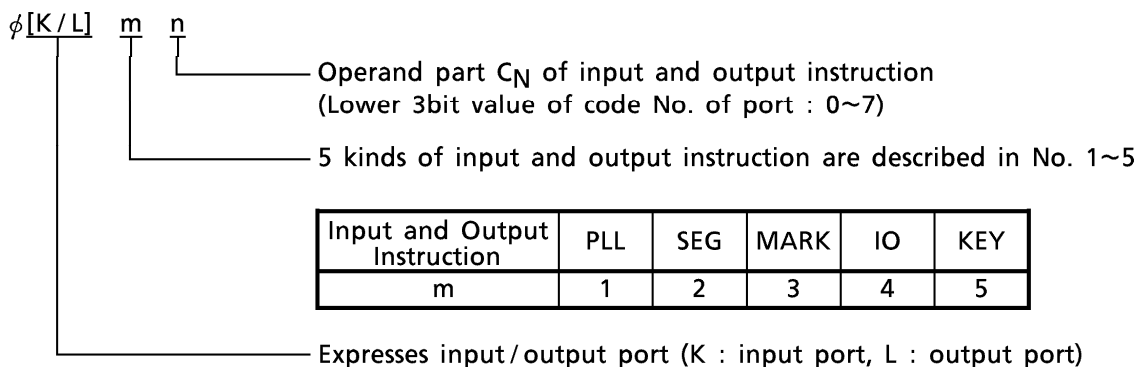 ϕ[K/L] m n
Operand part CN of input and output instruction
(Lower 3bit value of code No. of port : 0~7)
5 kinds of input and output instruction are described in No. 1~5
Input and Output Instruction PLL SEG MARK IO KEY
m 1 2 3 4 5
Expresses input/output port (K : input port, L : output port)